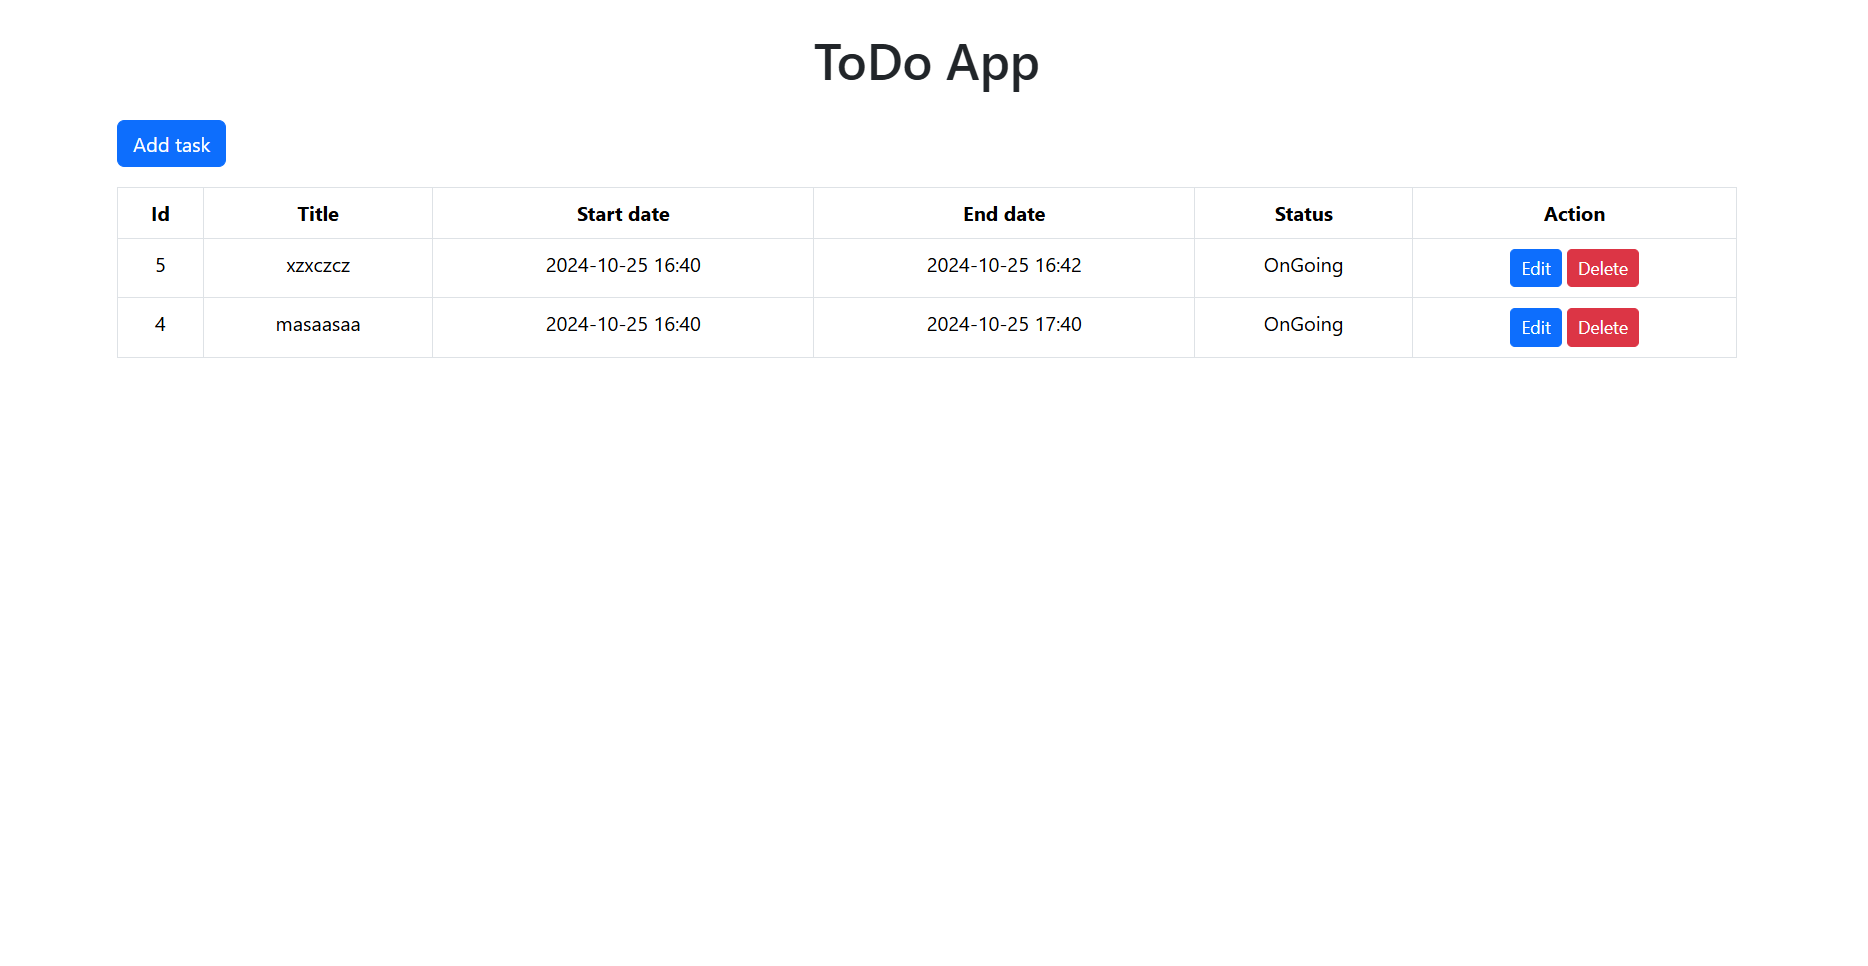 ToDo App
Add task
Id Title Start date End date Status Action
5 xzxczcz 2024-10-25 16:40 2024-10-25 16:42 OnGoing Edit Delete
4 masaasaa 2024-10-25 16:40 2024-10-25 17:40 OnGoing Edit Delete